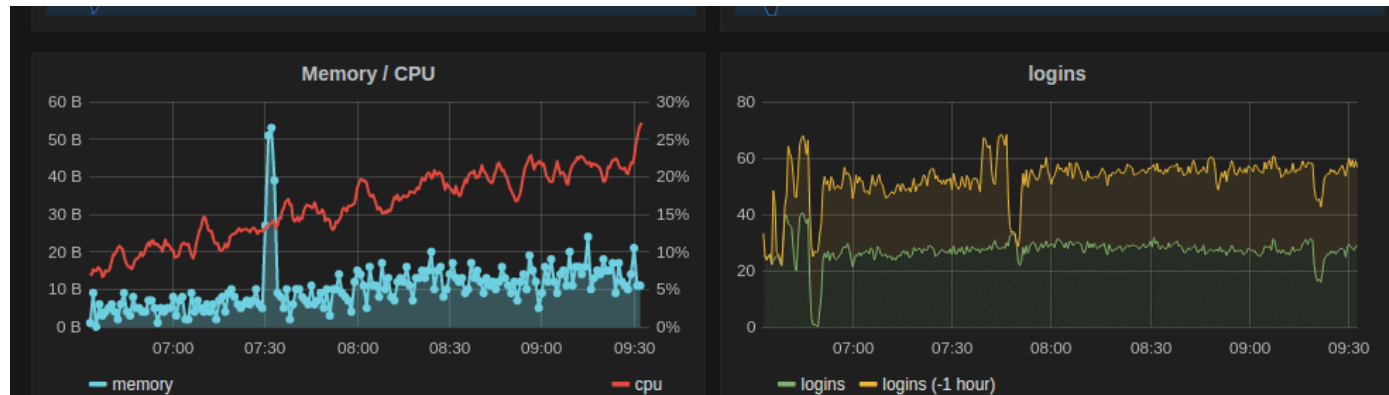 Memory / CPU
60 B
50 B
40 B
30 B
20 B
10 B
0 B
30%
25%
20%
15%
10%
5%
0%
07:00 07:30 08:00 08:30 09:00 09:30
memory cpu
logins
80
60
40
20
0
07:00 07:30 08:00 08:30 09:00 09:30
logins logins (-1 hour)